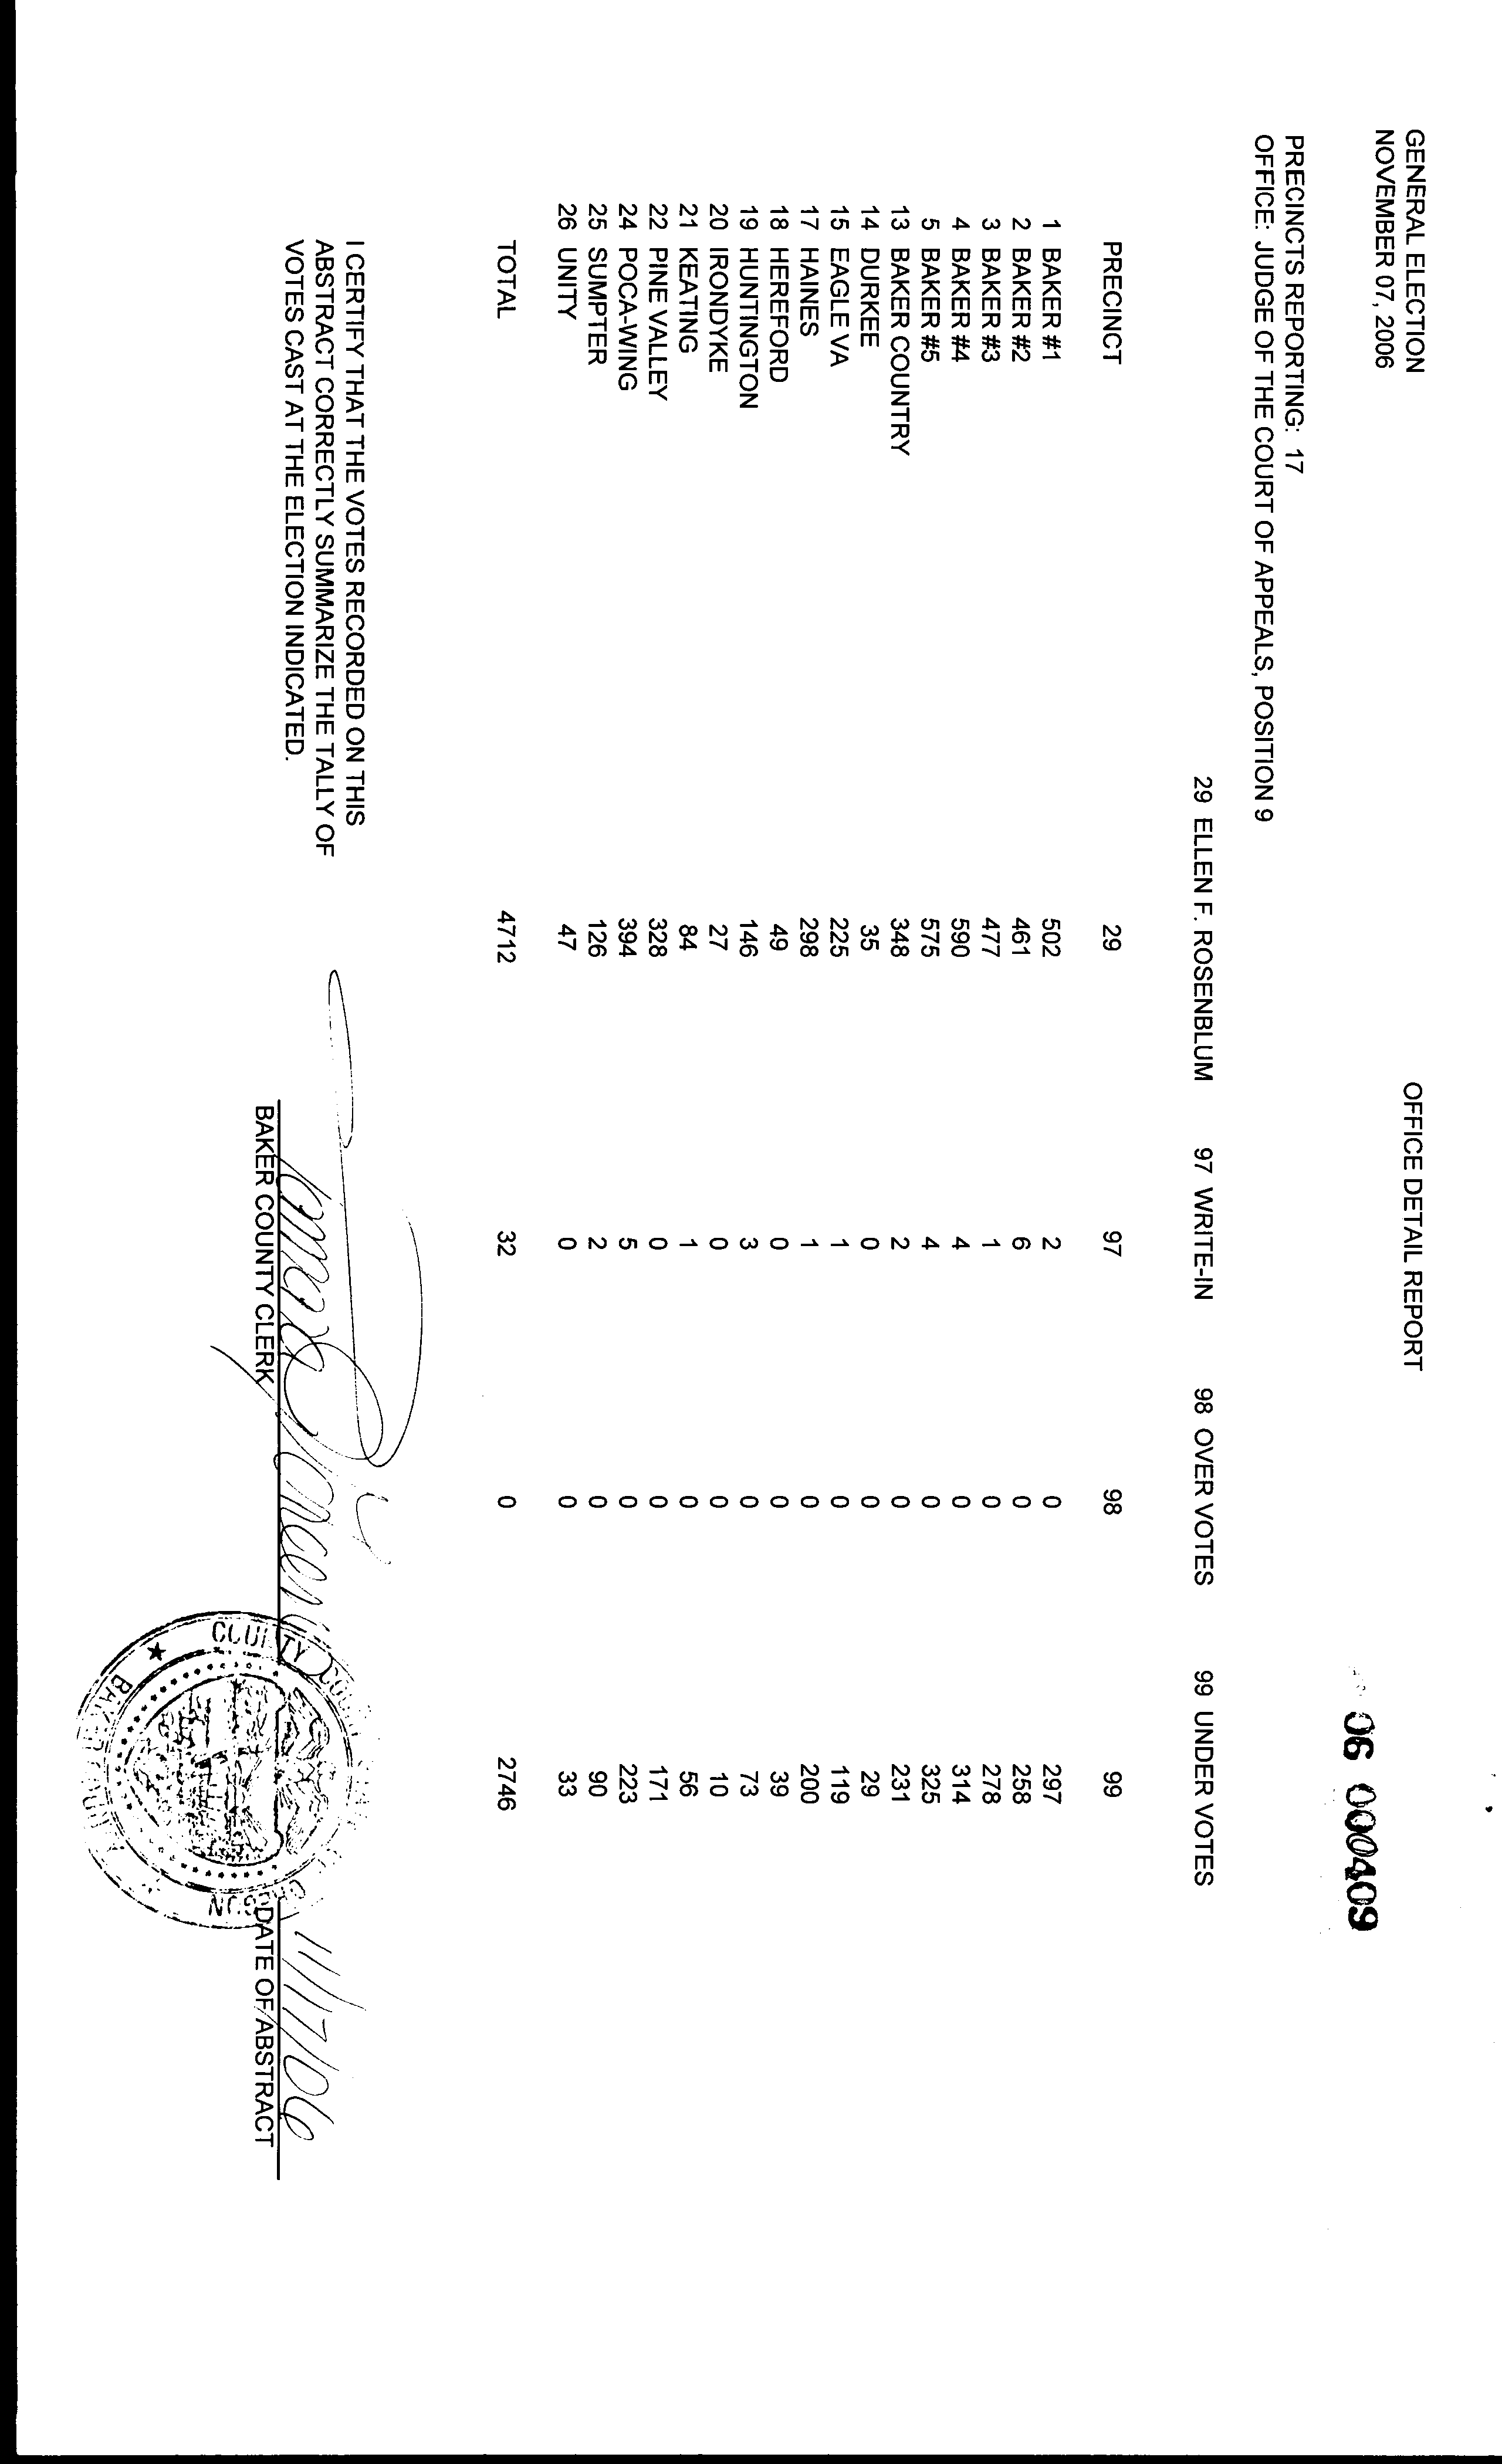 GENERAL ELECTION OFFICE DETAIL REPORT
NOVEMBER 07, 2006
06 000409
PRECINCTS REPORTING: 17
OFFICE: JUDGE OF THE COURT OF APPEALS, POSITION 9
29 ELLEN F. ROSENBLUM 97 WRITE-IN 98 OVER VOTES 99 UNDER VOTES
PRECINCT 29 97 98 99
1 BAKER #1 502 2 0 297
2 BAKER #2 461 6 0 258
3 BAKER #3 477 1 0 278
4 BAKER #4 590 4 0 314
5 BAKER #5 575 4 0 325
13 BAKER COUNTRY 348 2 0 231
14 DURKEE 35 0 0 29
15 EAGLE VA 225 1 0 119
17 HAINES 298 1 0 200
18 HEREFORD 49 0 0 39
19 HUNTINGTON 146 3 0 73
20 IRONDYKE 27 0 0 10
21 KEATING 84 1 0 56
22 PINE VALLEY 328 0 0 171
24 POCA-WING 394 5 0 223
25 SUMPTER 126 2 0 90
26 UNITY 47 0 0 33
TOTAL 4712 32 0 2746
I CERTIFY THAT THE VOTES RECORDED ON THIS
ABSTRACT CORRECTLY SUMMARIZE THE TALLY OF
VOTES CAST AT THE ELECTION INDICATED.
11/17/06
BAKER COUNTY CLERK DATE OF ABSTRACT